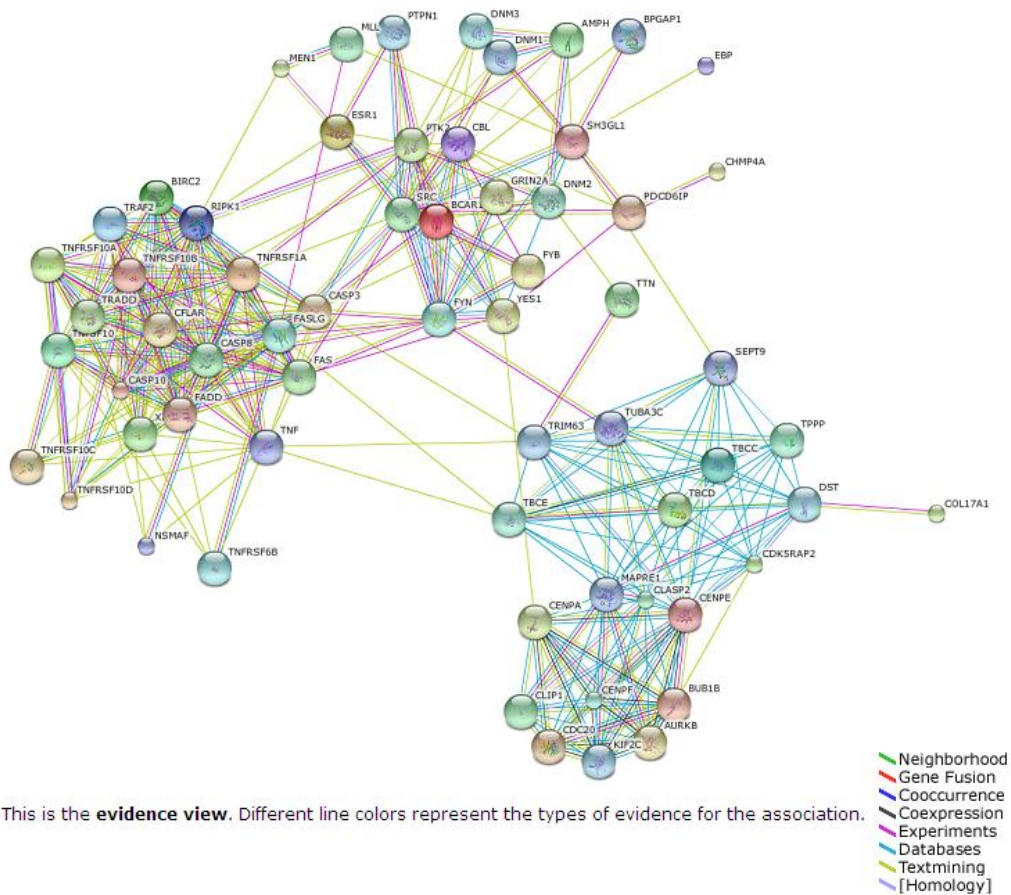 DNM3
AMPH
BPGAP1
PTPN1
MLL
DNM1
MEN1
EBP
ESR1
PTK2
CBL
SH3GL1
CHMP4A
GRIN2A
DNM2
PDCD6IP
BIRC2
TRAF2
RIPK1
SRC
BCAR1
TNFRSF10A
TNFRSF10B
TNFRSF1A
FYB
TTN
TRADD
CASP3
CFLAR
FASLG
FYN
YES1
CASP8
FAS
SEPT9
CASP10
FADD
TNF
TUBA3C
TRIM63
TPPP
TNFRSF10C
TBCC
TNFRSF10D
TBCE
TBCD
DST
COL17A1
NSMAF
TNFRSF6B
CDK5RAP2
MAPRE1
CLASP2
CENPE
CENPA
CLIP1
CENPF
BUB1B
CDC20
KIF2C
AURKB
This is the evidence view. Different line colors represent the types of evidence for the association.
Neighborhood
Gene Fusion
Cooccurrence
Coexpression
Experiments
Databases
Textmining
[Homology]